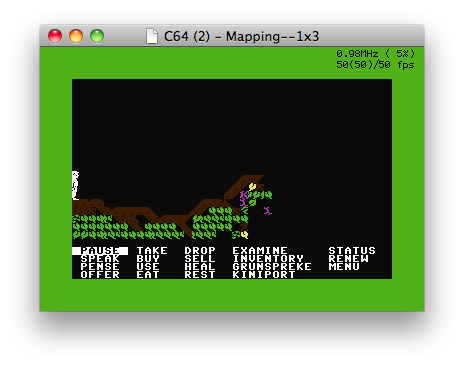 C64 (2) - Mapping--1x3
0.98MHz ( 5%)
50(50)/50 fps
PAUSE TAKE DROP EXAMINE STATUS
SPEAK BUY SELL INVENTORY RENEW
PENSE USE HEAL GRUNSPREKE MENU
OFFER EAT REST KINIPORT